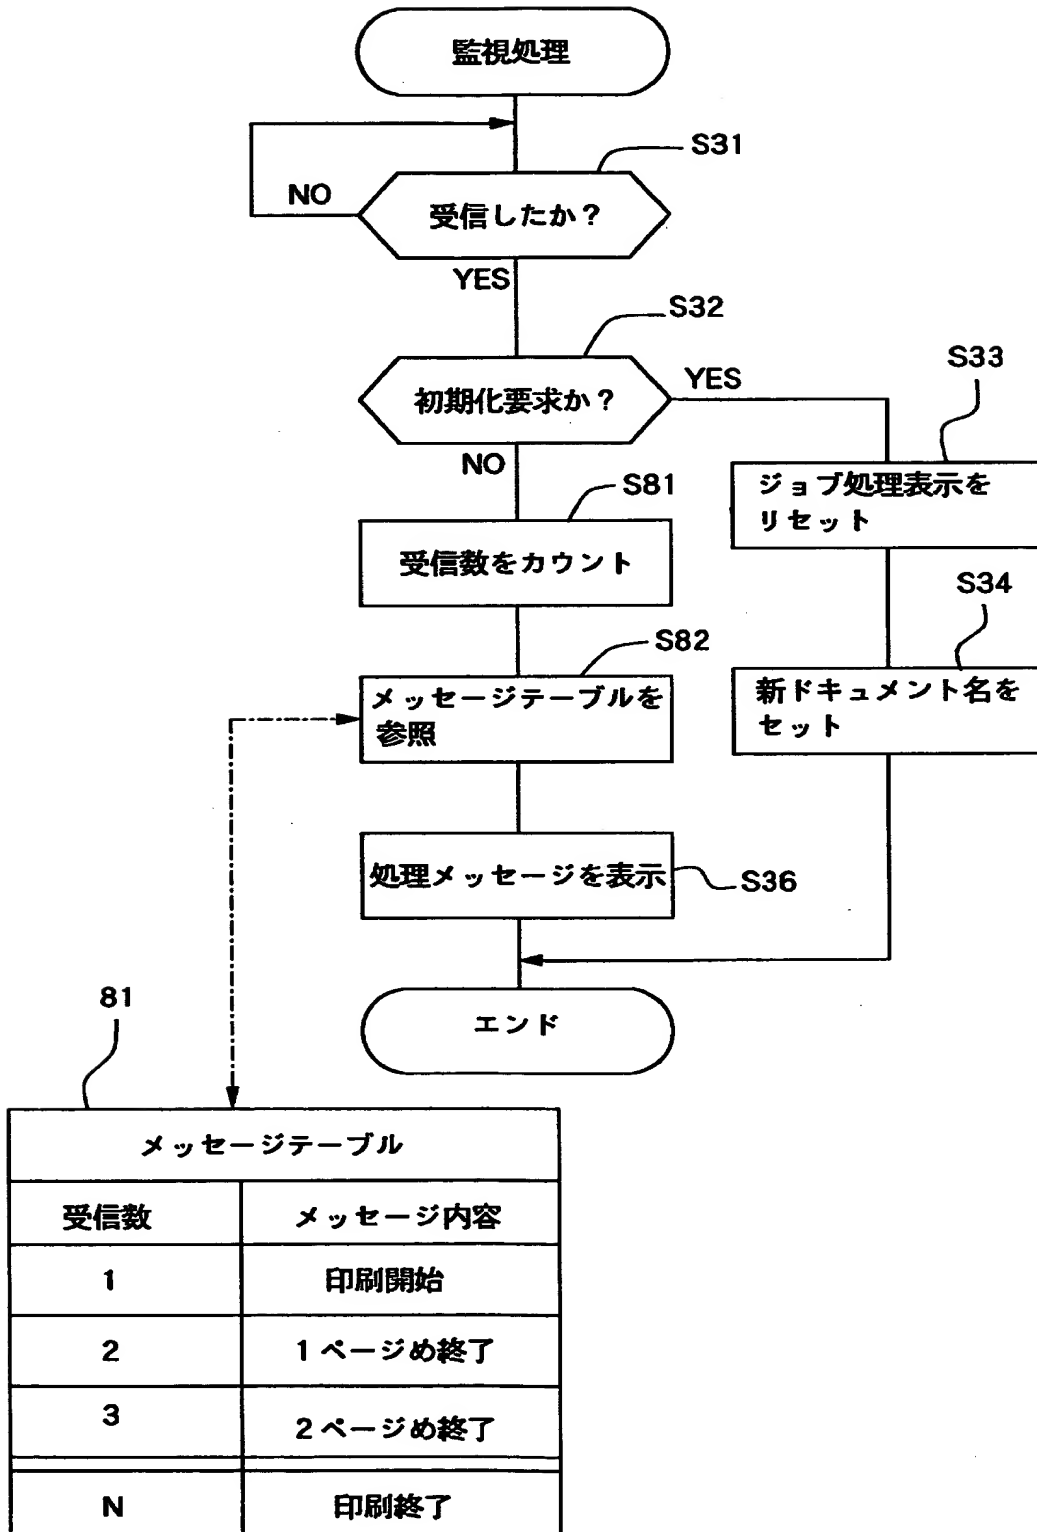 監視処理
S31
NO
受信したか？
YES
S32
初期化要求か？
YES
S33
NO
S81
ジョブ処理表示を
リセット
受信数をカウント
S34
S82
メッセージテーブルを
参照
新ドキュメント名を
セット
処理メッセージを表示
S36
エンド
81
メッセージテーブル
受信数
メッセージ内容
1
印刷開始
2
1ページめ終了
3
2ページめ終了
N
印刷終了